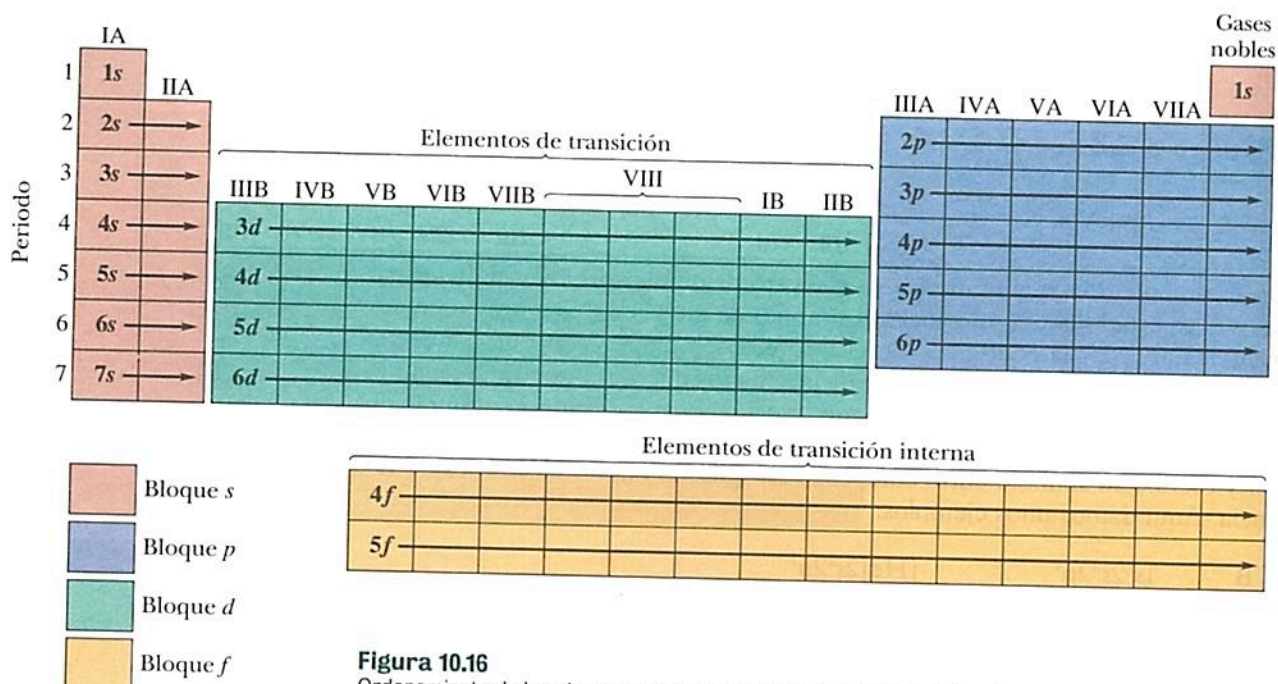 Gases
nobles
IA
1 1s 1s
IIA IIIA IVA VA VIA VIIA
2 2s 2p
Elementos de transición
3 3s 3p
VIII
IIIB IVB VB VIB VIIB IB IIB
Periodo
4 4s 3d 4p
5 5s 4d 5p
6 6s 5d 6p
7 7s 6d
Elementos de transición interna
4f
5f
Bloque s
Bloque p
Bloque d
Bloque f
Figura 10.16